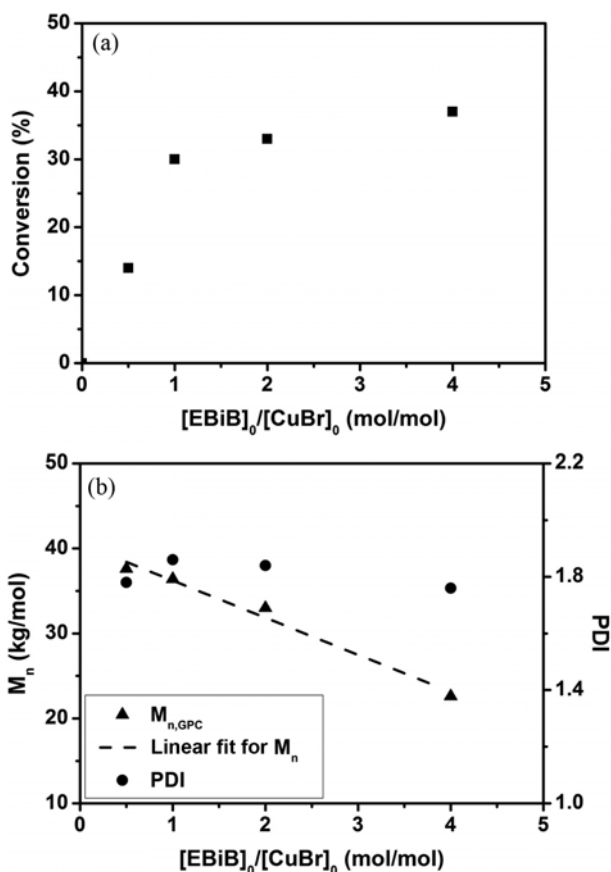 (a)
50
40
30
20
10
0
Conversion (%)
0 1 2 3 4 5
[EBiB]₀/[CuBr]₀ (mol/mol)
(b)
50
40
30
20
10
Mₙ (kg/mol)
2.2
1.8
1.4
1.0
PDI
Mₙ,GPC
Linear fit for Mₙ
PDI
0 1 2 3 4 5
[EBiB]₀/[CuBr]₀ (mol/mol)